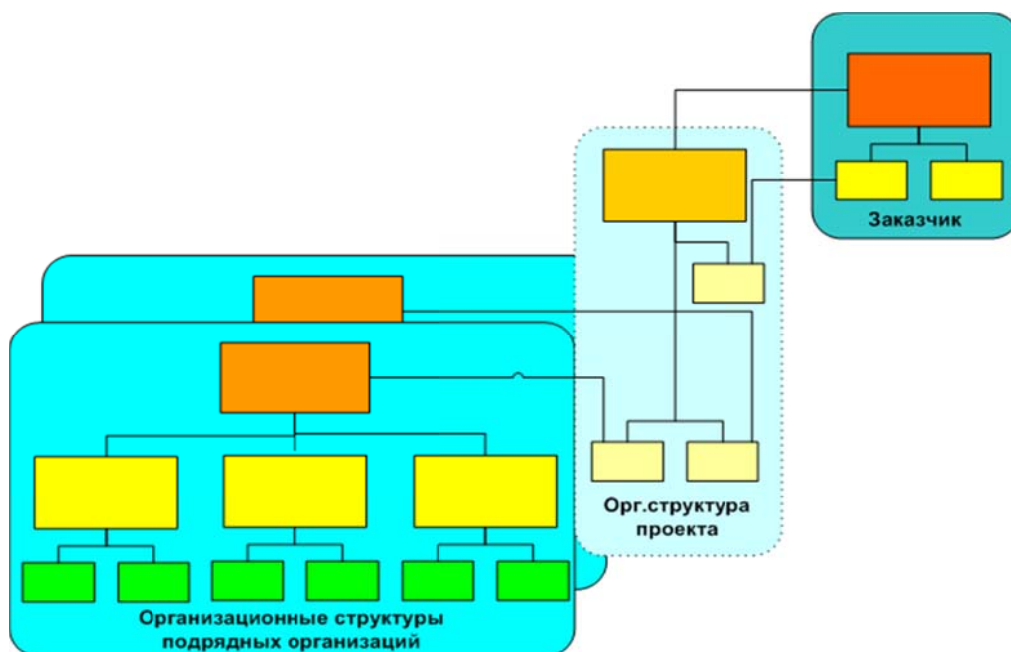 Заказчик
Орг.структура
проекта
Организационные структуры
подрядных организаций